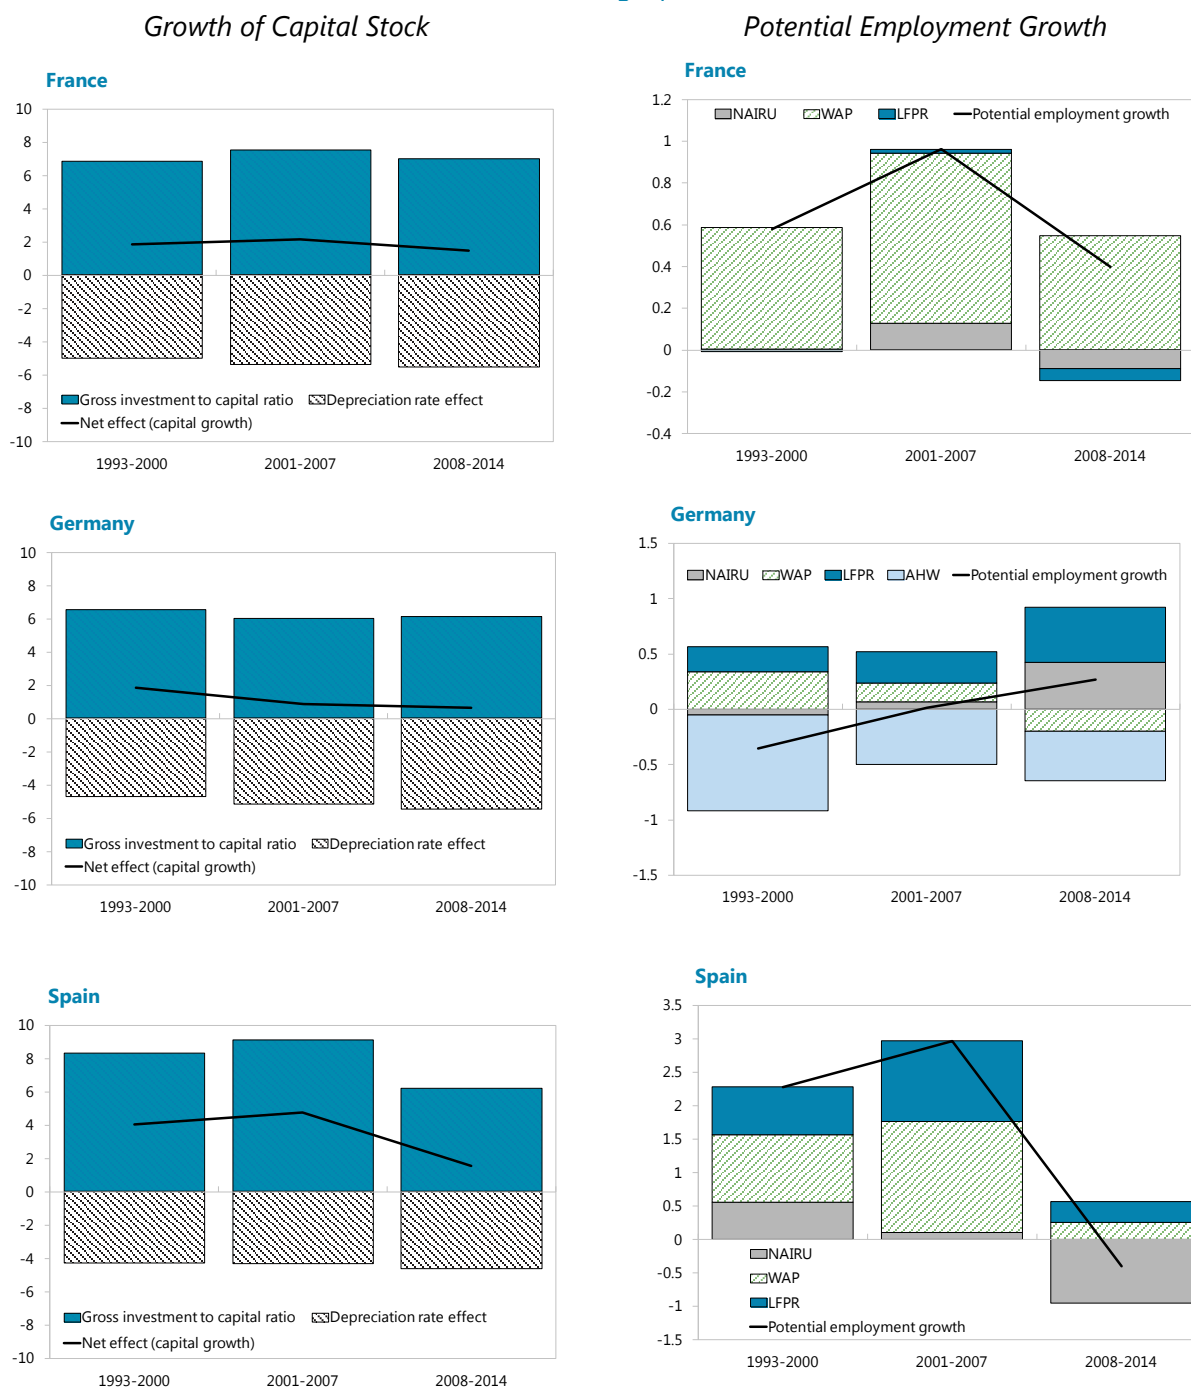 Growth of Capital Stock
Potential Employment Growth
France
10
8
6
4
2
0
-2
-4
-6
-8
-10
Gross investment to capital ratio
Depreciation rate effect
Net effect (capital growth)
1993-2000
2001-2007
2008-2014
France
1.2
1
0.8
0.6
0.4
0.2
0
-0.2
-0.4
NAIRU
WAP
LFPR
Potential employment growth
1993-2000
2001-2007
2008-2014
Germany
10
8
6
4
2
0
-2
-4
-6
-8
-10
Gross investment to capital ratio
Depreciation rate effect
Net effect (capital growth)
1993-2000
2001-2007
2008-2014
Germany
1.5
1
0.5
0
-0.5
-1
-1.5
NAIRU
WAP
LFPR
AHW
Potential employment growth
1993-2000
2001-2007
2008-2014
Spain
10
8
6
4
2
0
-2
-4
-6
-8
-10
Gross investment to capital ratio
Depreciation rate effect
Net effect (capital growth)
1993-2000
2001-2007
2008-2014
Spain
3.5
3
2.5
2
1.5
1
0.5
0
-0.5
-1
-1.5
NAIRU
WAP
LFPR
Potential employment growth
1993-2000
2001-2007
2008-2014